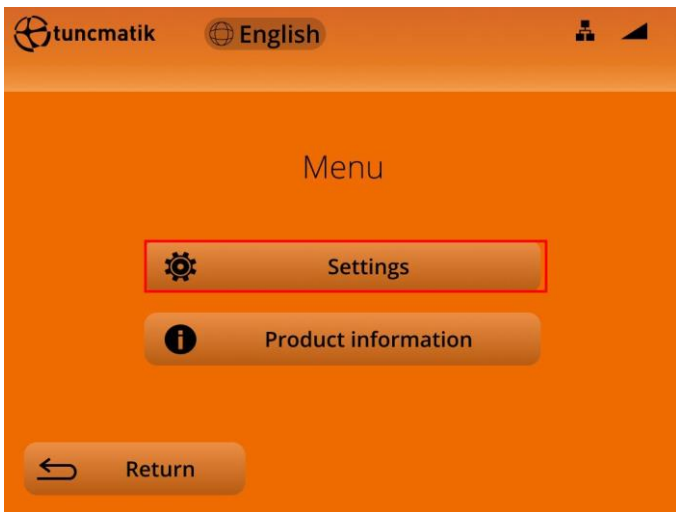 tuncmatik
English
Menu
Settings
Product information
Return